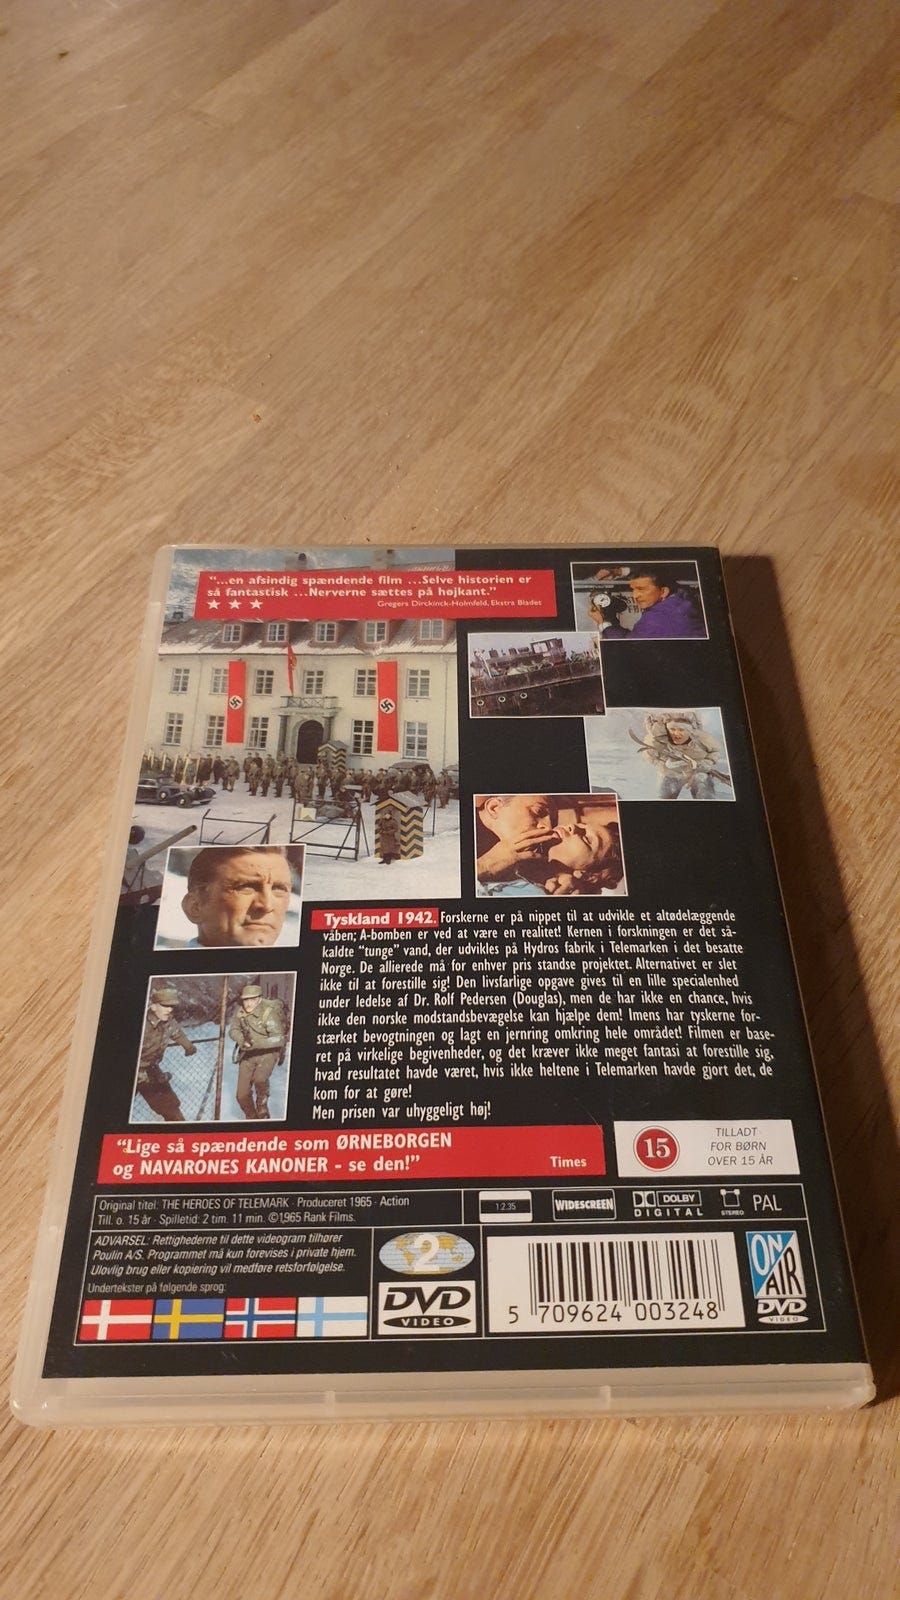 “...en afsindig spændende film ...Selve historien er
så fantastisk ...Nerverne sættes på højkant.”
Gregers Dirckinck-Holmfeld, Ekstra Bladet
Tyskland 1942. Forskerne er på nippet til at udvikle et altødelæggende
våben; A-bomben er ved at være en realitet! Kernen i forskningen er det så-
kaldte “tunge” vand, der udvikles på Hydros fabrik i Telemarken i det besatte
Norge. De allierede må for enhver pris standse projektet. Alternativet er slet
ikke til at forestille sig! Den livsfarlige opgave gives til en lille specialenhed
under ledelse af Dr. Rolf Pedersen (Douglas), men de har ikke en chance, hvis
ikke den norske modstandsbevægelse kan hjælpe dem! Imens har tyskerne for-
stærket bevogtningen og lagt en jernring omkring hele området! Filmen er base-
ret på virkelige begivenheder, og det kræver ikke meget fantasi at forestille sig,
hvad resultatet havde været, hvis ikke heltene i Telemarken havde gjort det, de
kom for at gøre!
Men prisen var uhyggeligt høj!
“Lige så spændende som ØRNEBORGEN
og NAVARONES KANONER - se den!”
Times
15
TILLADT
FOR BØRN
OVER 15 ÅR
Original titel: THE HEROES OF TELEMARK · Produceret 1965 · Action
Till. o. 15 år · Spilletid: 2 tim. 11 min. ©1965 Rank Films.
1:2.35
WIDESCREEN
DOLBY
DIGITAL
STEREO
PAL
ADVARSEL: Rettighederne til dette videogram tilhører
Poulin A/S. Programmet må kun forevises i private hjem.
Ulovlig brug eller kopiering vil medføre retsforfølgelse.
Undertekster på følgende sprog:
2
DVD
VIDEO
5 709624 003248
ON
AIR
DVD
VIDEO